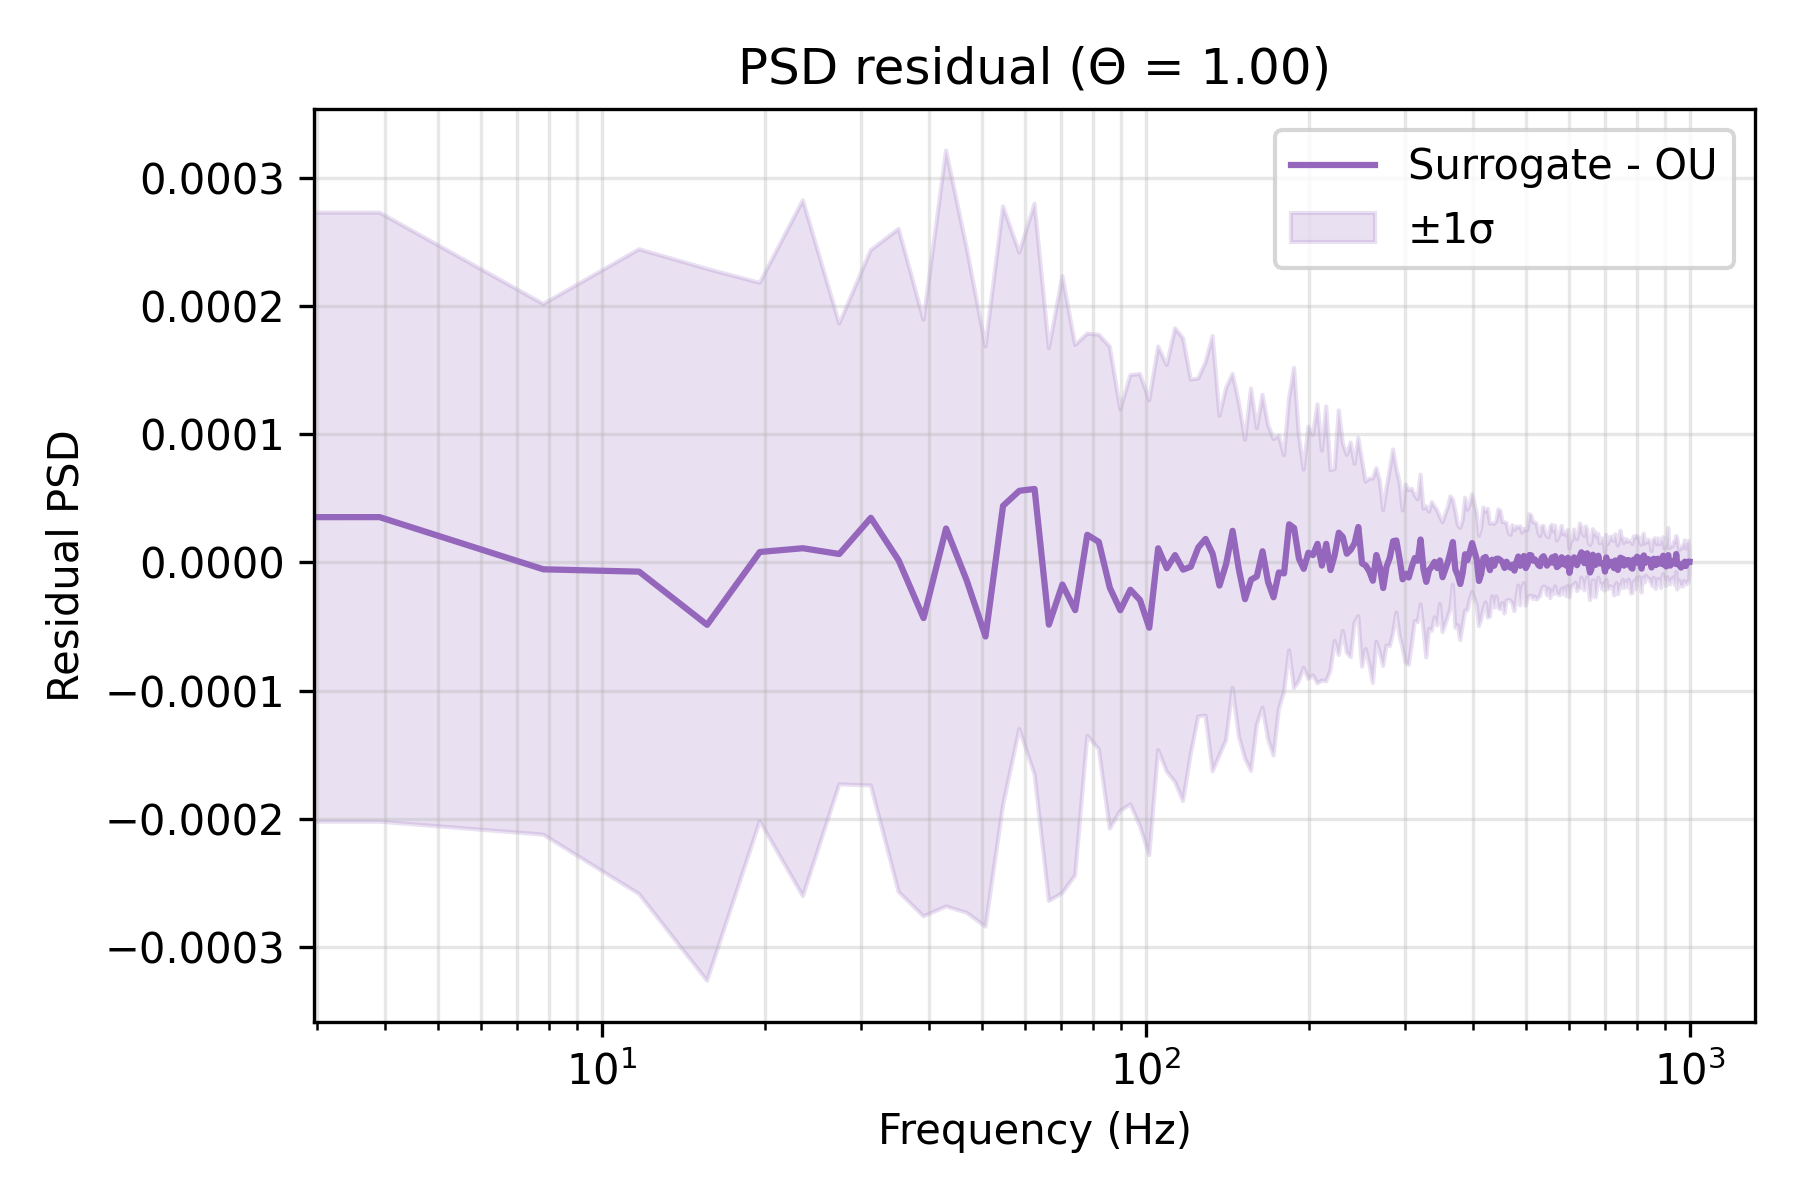 PSD residual (Θ = 1.00)
Surrogate - OU
±1σ
Residual PSD
0.0003
0.0002
0.0001
0.0000
−0.0001
−0.0002
−0.0003
10¹ 10² 10³
Frequency (Hz)